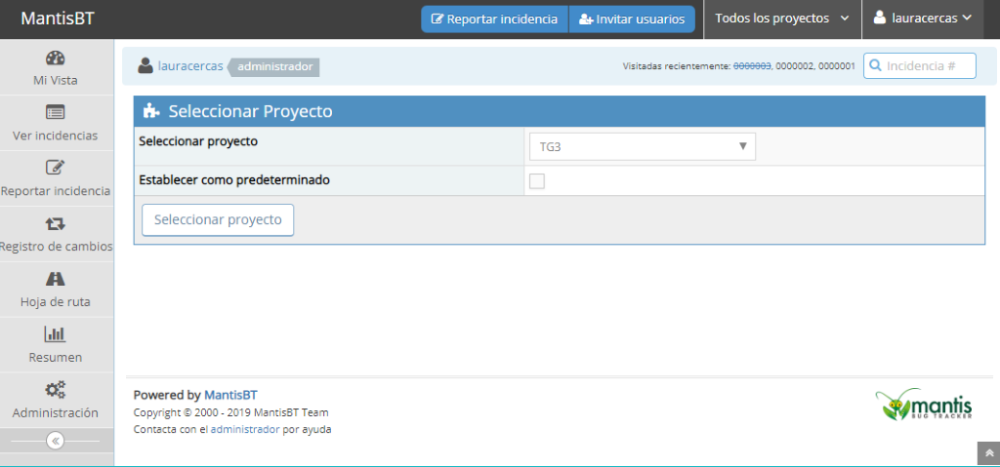 MantisBT
Reportar incidencia
Invitar usuarios
Todos los proyectos
lauracercas
Mi Vista
Ver incidencias
Reportar incidencia
Registro de cambios
Hoja de ruta
Resumen
Administración
lauracercas administrador
Visitadas recientemente: 0000003, 0000002, 0000001
Incidencia #
Seleccionar Proyecto
Seleccionar proyecto
TG3
Establecer como predeterminado
Seleccionar proyecto
Powered by MantisBT
Copyright © 2000 - 2019 MantisBT Team
Contacta con el administrador por ayuda
mantis
BUG TRACKER